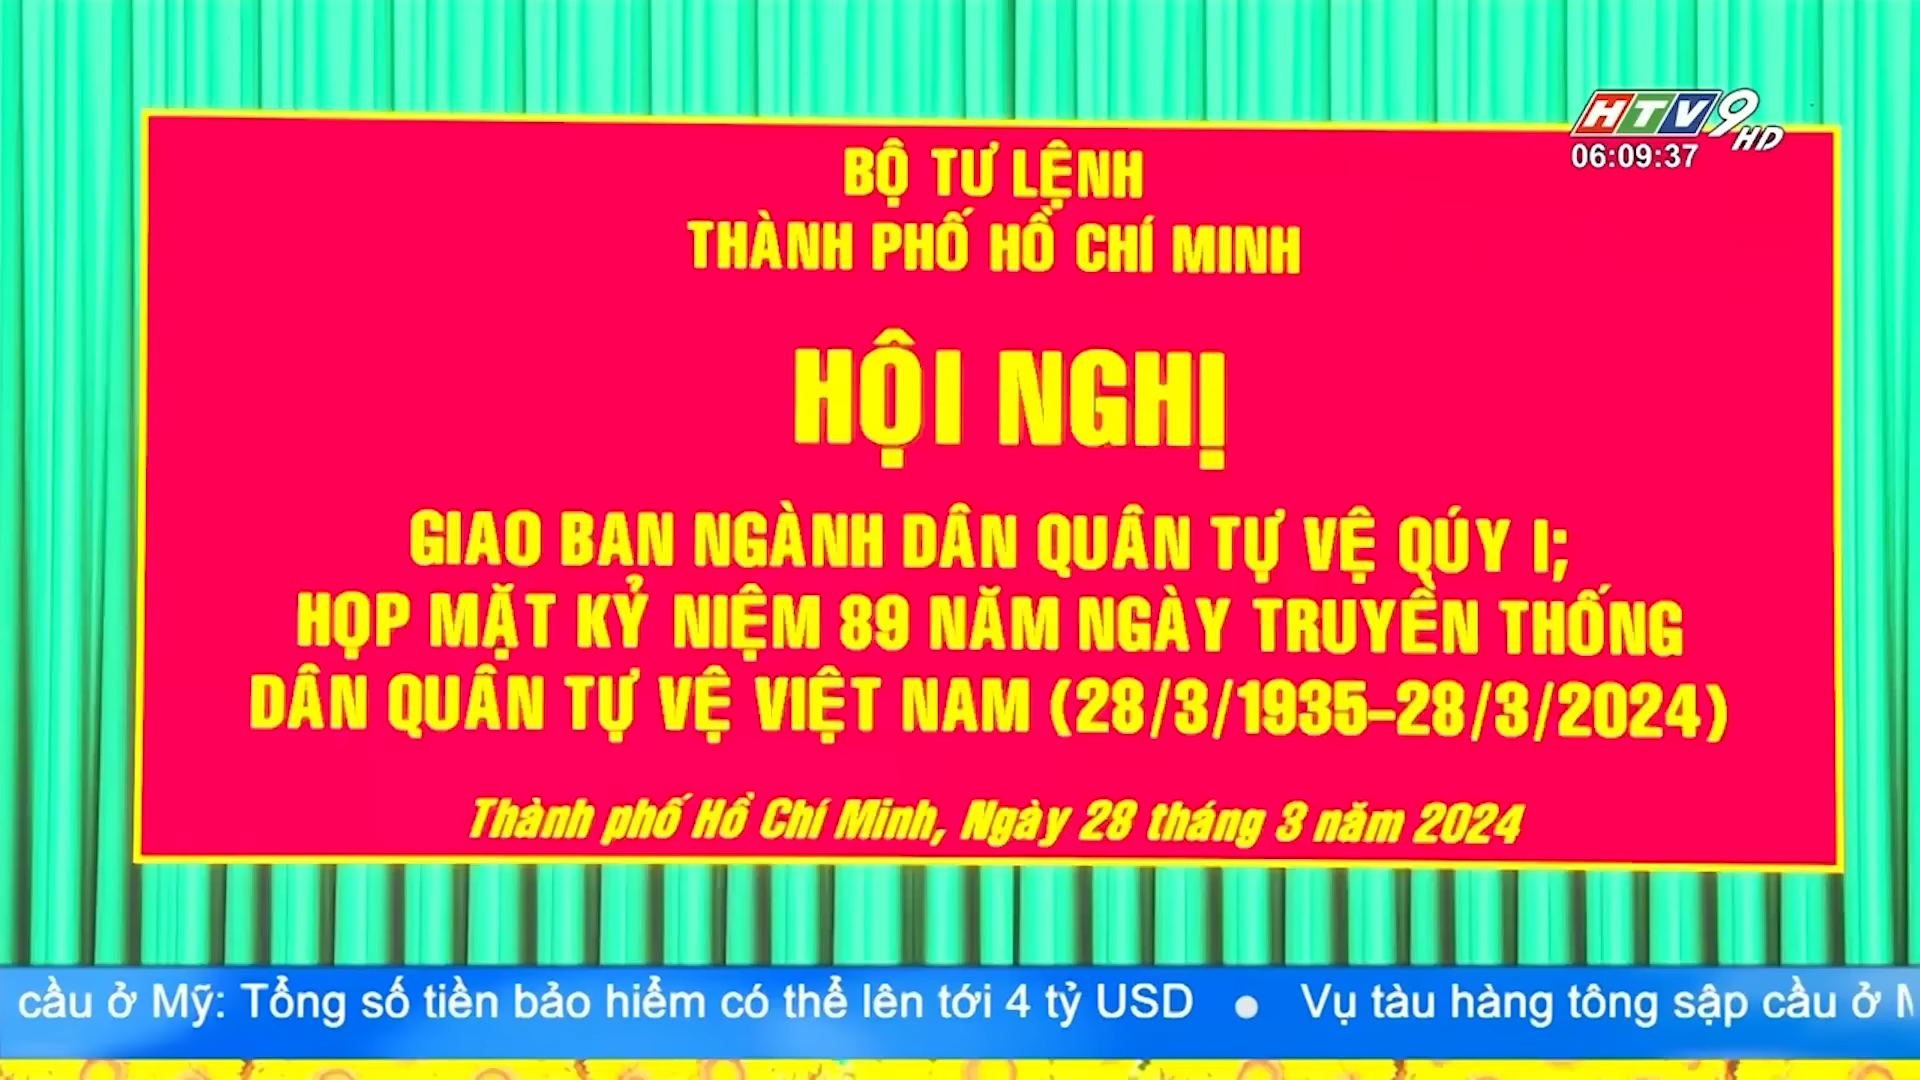 HTV9 HD
06:09:37
BỘ TƯ LỆNH
THÀNH PHỐ HỒ CHÍ MINH
HỘI NGHỊ
GIAO BAN NGÀNH DÂN QUÂN TỰ VỆ QÚY I;
HỌP MẶT KỶ NIỆM 89 NĂM NGÀY TRUYỀN THỐNG
DÂN QUÂN TỰ VỆ VIỆT NAM (28/3/1935-28/3/2024)
Thành phố Hồ Chí Minh, Ngày 28 tháng 3 năm 2024
cầu ở Mỹ: Tổng số tiền bảo hiểm có thể lên tới 4 tỷ USD ● Vụ tàu hàng tông sập cầu ở